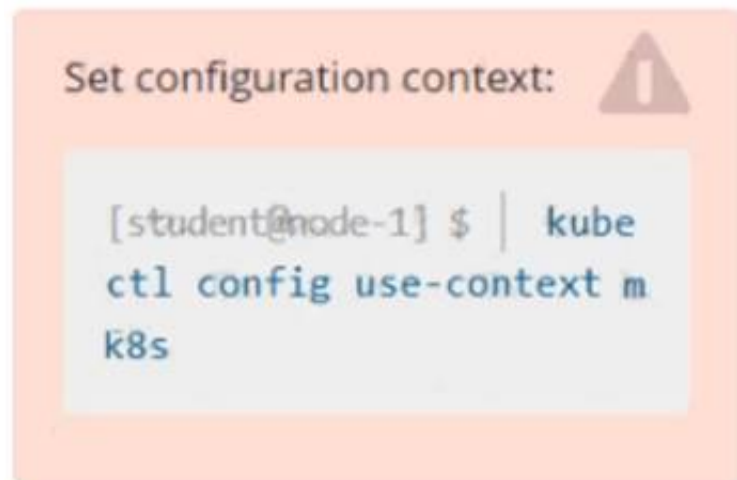 Set configuration context:
[student@node-1] $ | kube
ctl config use-context m
k8s